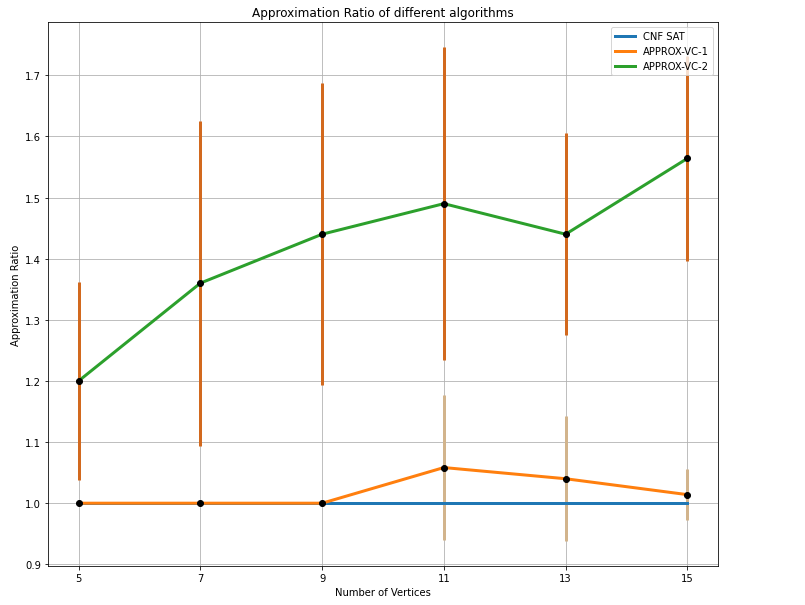 Approximation Ratio of different algorithms
CNF SAT
APPROX-VC-1
APPROX-VC-2
Approximation Ratio
1.7
1.6
1.5
1.4
1.3
1.2
1.1
1.0
0.9
5 7 9 11 13 15
Number of Vertices